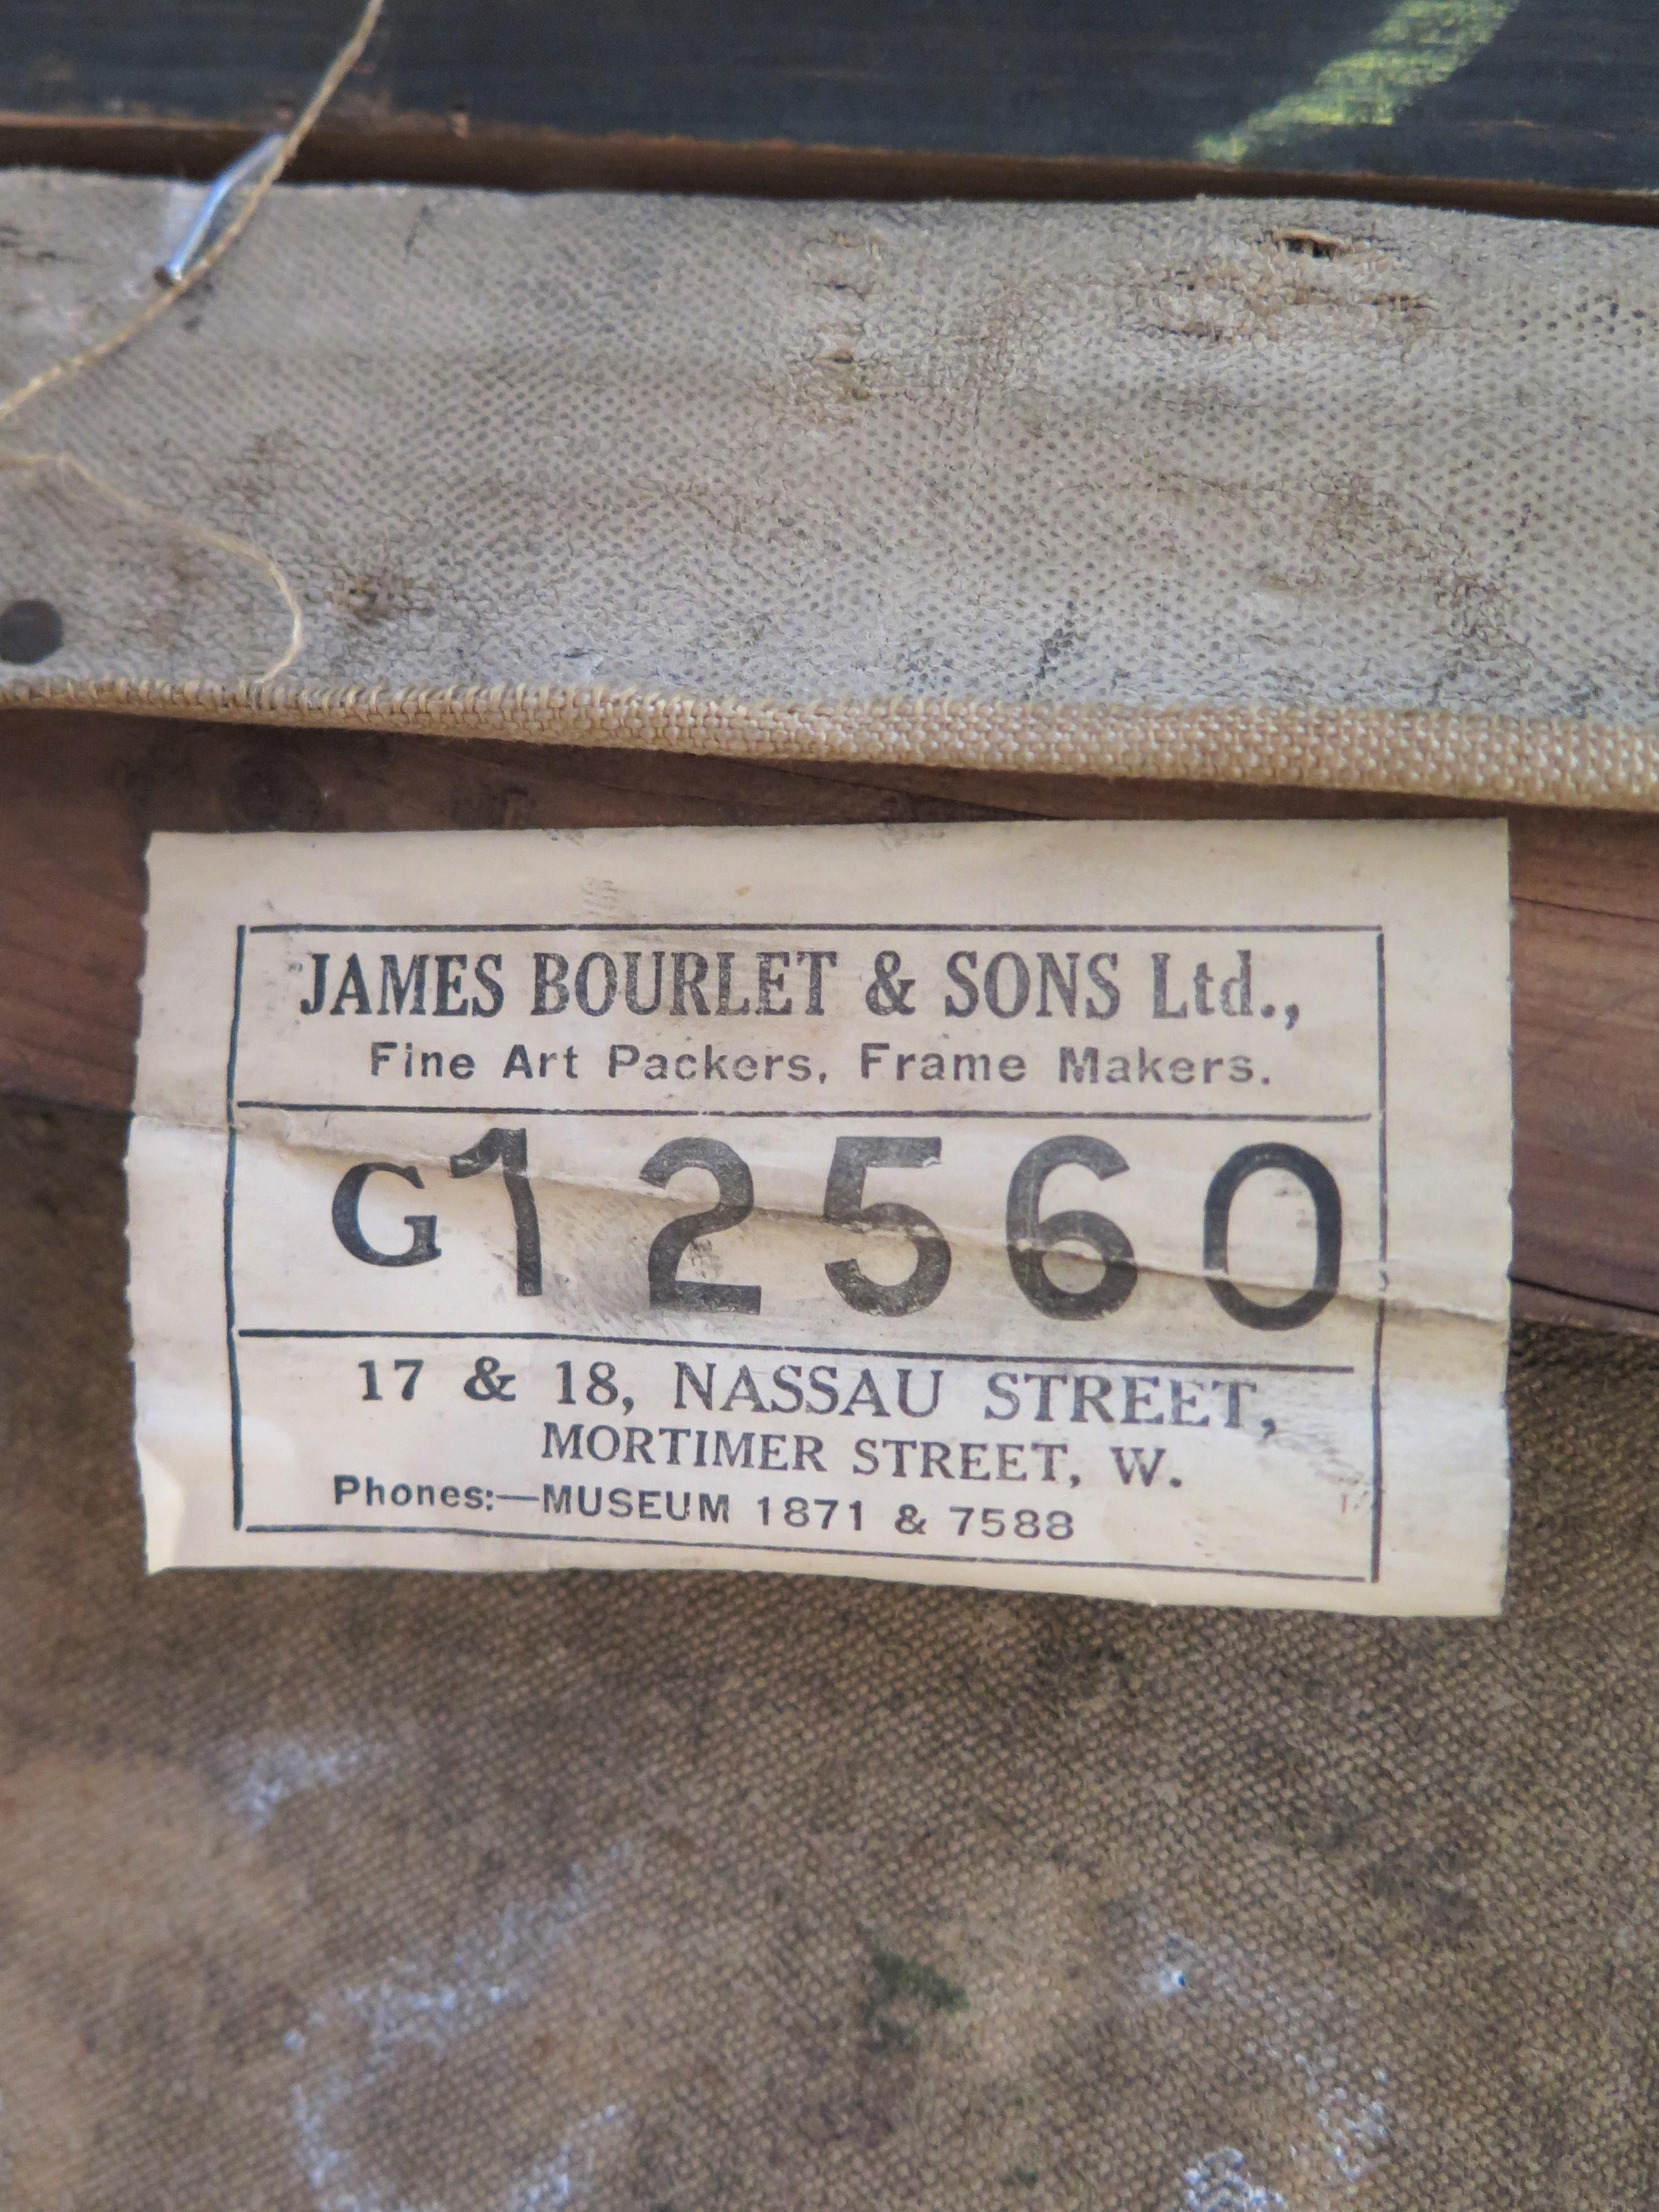 JAMES BOURLET & SONS Ltd.,
Fine Art Packers, Frame Makers.
G12560
17 & 18, NASSAU STREET,
MORTIMER STREET, W.
Phones:—MUSEUM 1871 & 7588